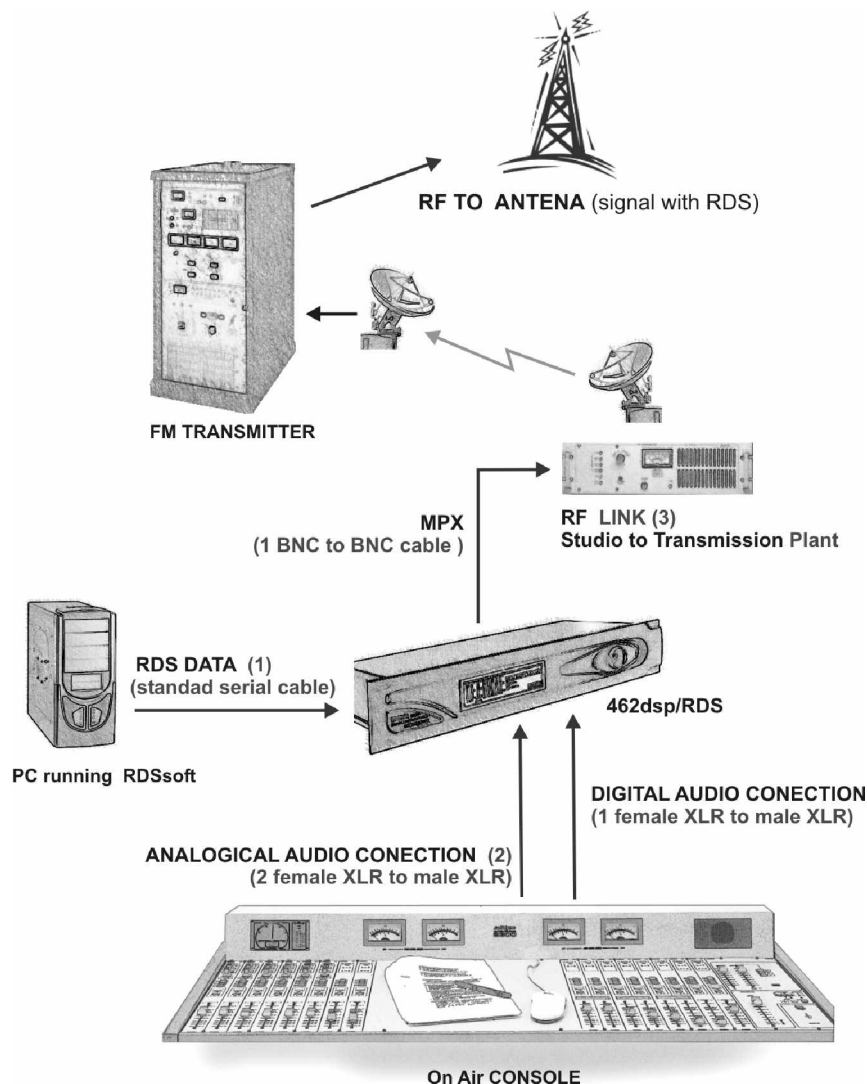 RF TO ANTENA (signal with RDS)
FM TRANSMITTER
MPX
(1 BNC to BNC cable )
RF LINK (3)
Studio to Transmission Plant
RDS DATA (1)
(standad serial cable)
462dsp/RDS
PC running RDSsoft
DIGITAL AUDIO CONECTION
(1 female XLR to male XLR)
ANALOGICAL AUDIO CONECTION (2)
(2 female XLR to male XLR)
On Air CONSOLE